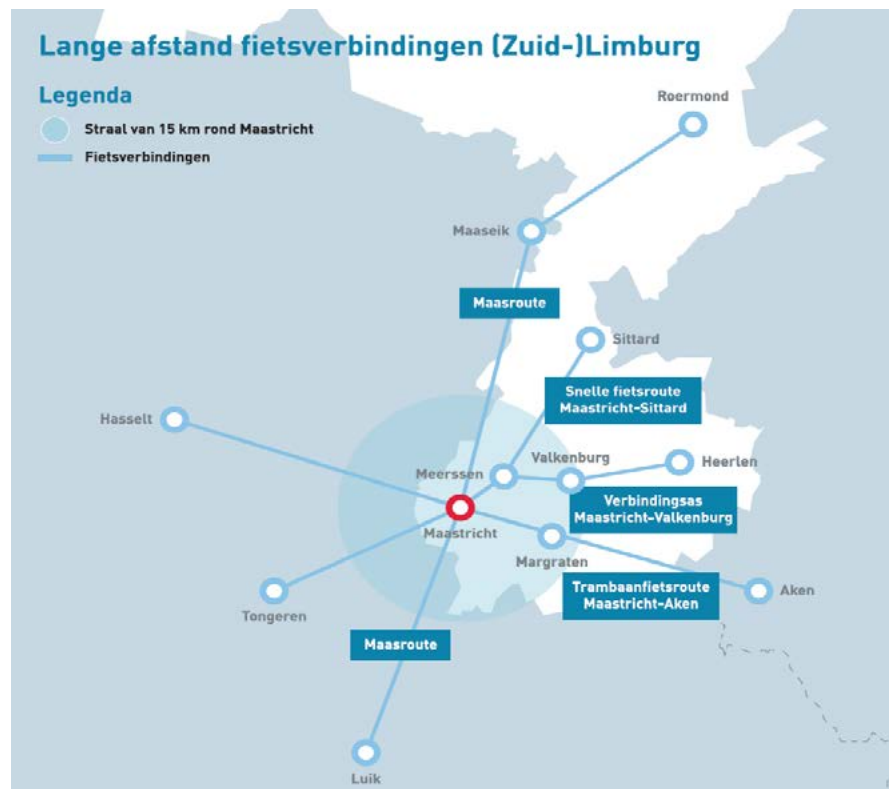 Lange afstand fietsverbindingen (Zuid-)Limburg
Legenda
Straal van 15 km rond Maastricht
Fietsverbindingen
Roermond
Maaseik
Maasroute
Sittard
Snelle fietsroute
Maastricht-Sittard
Hasselt
Meerssen
Valkenburg
Heerlen
Verbindingsas
Maastricht-Valkenburg
Maastricht
Margraten
Trambaanfietsroute
Maastricht-Aken
Aken
Tongeren
Maasroute
Luik